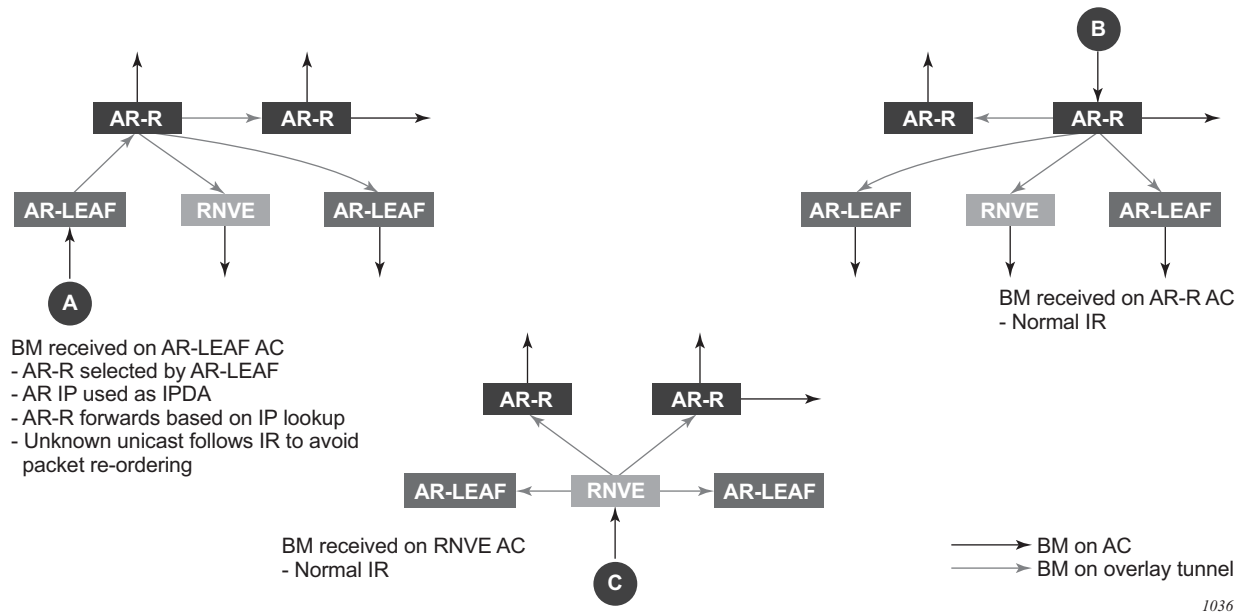 B
AR-R
AR-R
AR-R
AR-R
AR-LEAF
RNVE
AR-LEAF
AR-LEAF
RNVE
AR-LEAF
A
BM received on AR-LEAF AC
- AR-R selected by AR-LEAF
- AR IP used as IPDA
- AR-R forwards based on IP lookup
- Unknown unicast follows IR to avoid
packet re-ordering
BM received on AR-R AC
- Normal IR
AR-R
AR-R
AR-LEAF
RNVE
AR-LEAF
BM received on RNVE AC
- Normal IR
C
BM on AC
BM on overlay tunnel
1036